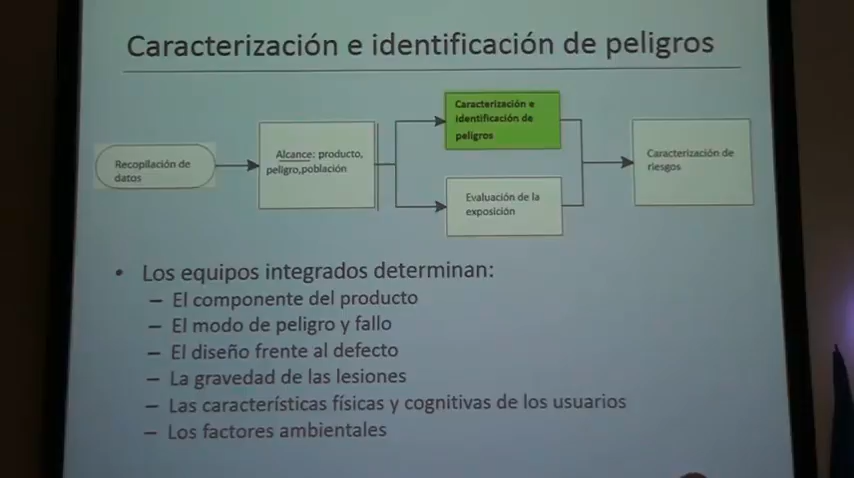 Caracterización e identificación de peligros
Recopilación de
datos
Alcance: producto,
peligro,población
Caracterización e
identificación de
peligros
Evaluación de la
exposición
Caracterización de
riesgos
• Los equipos integrados determinan:
– El componente del producto
– El modo de peligro y fallo
– El diseño frente al defecto
– La gravedad de las lesiones
– Las características físicas y cognitivas de los usuarios
– Los factores ambientales